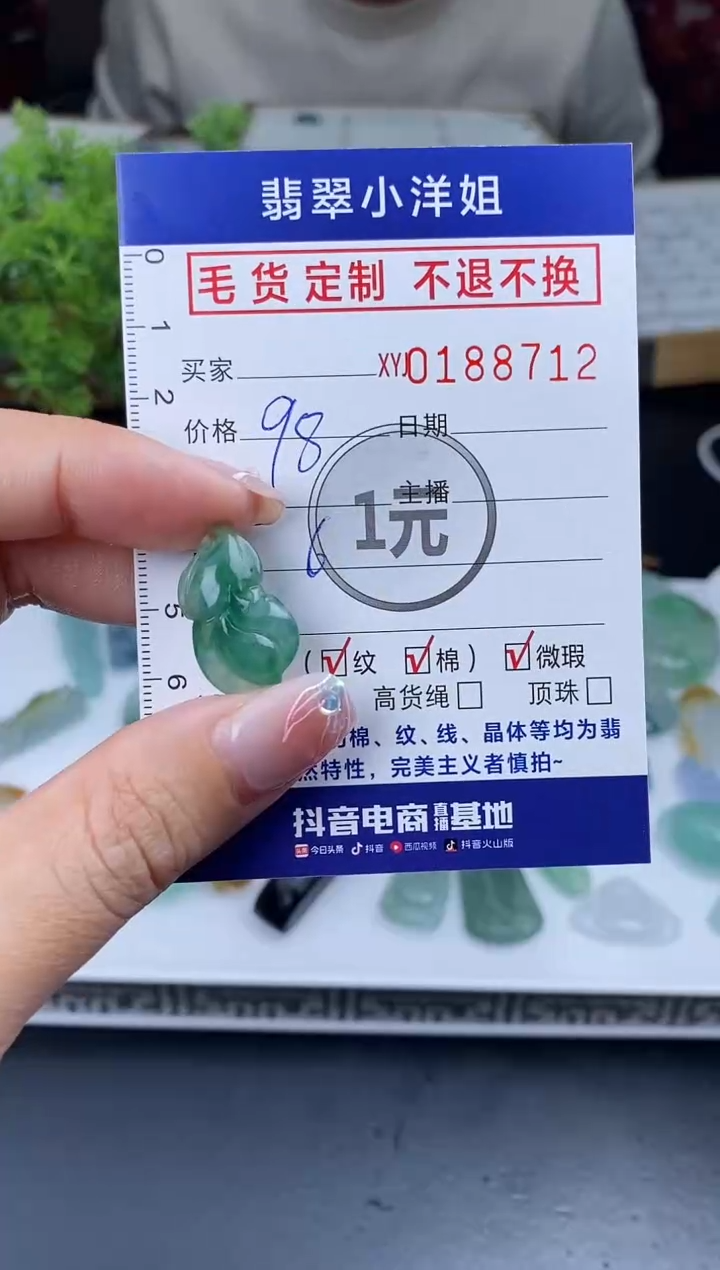 翡翠小洋姐
毛货定制 不退不换
0
1
2
5
6
买家 XYJ0188712
价格 98 日期
主播
1元
6
(☑纹 ☑棉) ☑微瑕
高货绳□ 顶珠□
棉、纹、线、晶体等均为翡
然特性，完美主义者慎拍~
抖音电商直播基地
头条 今日头条 抖音 西瓜视频 抖音火山版